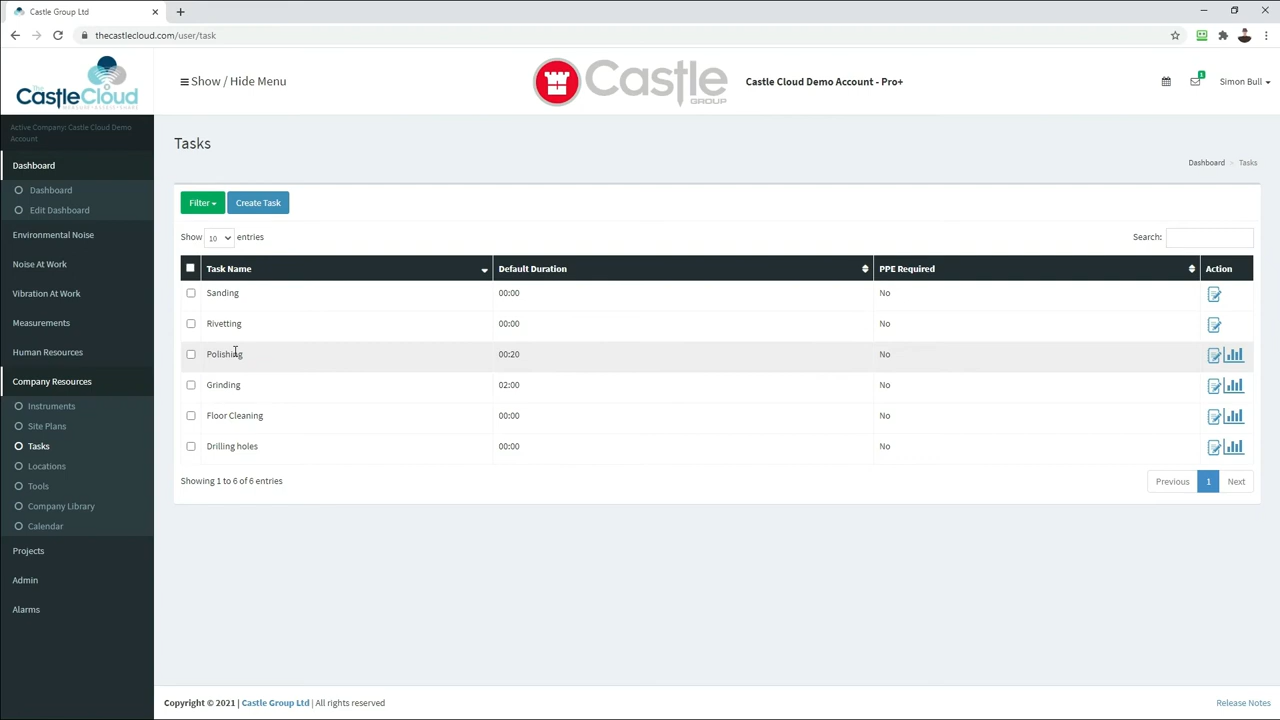 Castle Group Ltd
thecastlecloud.com/user/task
The
CastleCloud
Show / Hide Menu
Castle
GROUP
Castle Cloud Demo Account - Pro+
1
Simon Bull
Active Company: Castle Cloud Demo
Account
Dashboard
Dashboard
Edit Dashboard
Environmental Noise
Noise At Work
Vibration At Work
Measurements
Human Resources
Company Resources
Instruments
Site Plans
Tasks
Locations
Tools
Company Library
Calendar
Projects
Admin
Alarms
Tasks
Dashboard > Tasks
Filter Create Task
Show 10 entries Search:
Task Name Default Duration PPE Required Action
Sanding 00:00 No
Rivetting 00:00 No
Polishing 00:20 No
Grinding 02:00 No
Floor Cleaning 00:00 No
Drilling holes 00:00 No
Showing 1 to 6 of 6 entries
Previous 1 Next
Copyright © 2021 | Castle Group Ltd | All rights reserved
Release Notes